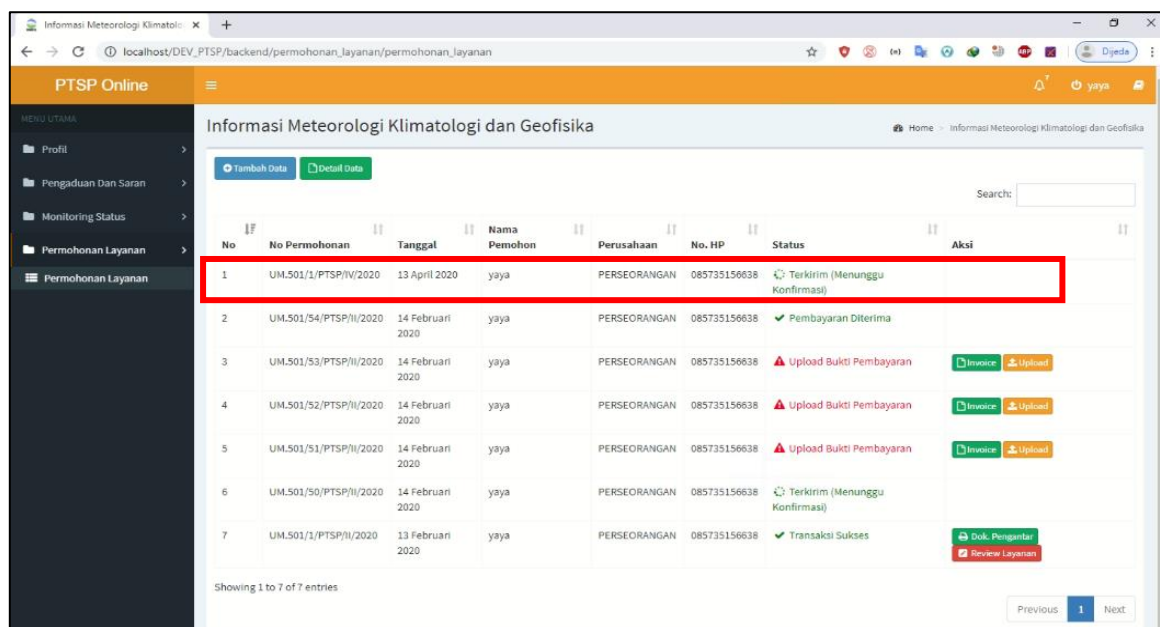 Informasi Meteorologi Klimatolo
localhost/DEV_PTSP/backend/permohonan_layanan/permohonan_layanan
Dijeda
PTSP Online
7
yaya
MENU UTAMA
Profil
Pengaduan Dan Saran
Monitoring Status
Permohonan Layanan
Permohonan Layanan
Informasi Meteorologi Klimatologi dan Geofisika
Home > Informasi Meteorologi Klimatologi dan Geofisika
Tambah Data Detail Data
Search:
No No Permohonan Tanggal Nama Pemohon Perusahaan No. HP Status Aksi
1 UM.501/1/PTSP/IV/2020 13 April 2020 yaya PERSEORANGAN 085735156638 Terkirim (Menunggu
Konfirmasi)
2 UM.501/54/PTSP/II/2020 14 Februari yaya PERSEORANGAN 085735156638 Pembayaran Diterima
2020
3 UM.501/53/PTSP/II/2020 14 Februari yaya PERSEORANGAN 085735156638 Upload Bukti Pembayaran Invoice Upload
2020
4 UM.501/52/PTSP/II/2020 14 Februari yaya PERSEORANGAN 085735156638 Upload Bukti Pembayaran Invoice Upload
2020
5 UM.501/51/PTSP/II/2020 14 Februari yaya PERSEORANGAN 085735156638 Upload Bukti Pembayaran Invoice Upload
2020
6 UM.501/50/PTSP/II/2020 14 Februari yaya PERSEORANGAN 085735156638 Terkirim (Menunggu
2020 Konfirmasi)
7 UM.501/1/PTSP/II/2020 13 Februari yaya PERSEORANGAN 085735156638 Transaksi Sukses Dok. Pengantar
2020 Review Layanan
Showing 1 to 7 of 7 entries
Previous 1 Next